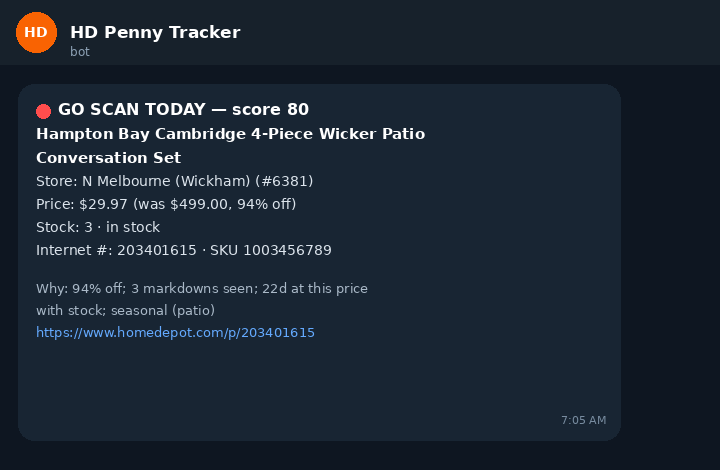 HD
HD Penny Tracker
bot
GO SCAN TODAY — score 80
Hampton Bay Cambridge 4-Piece Wicker Patio
Conversation Set
Store: N Melbourne (Wickham) (#6381)
Price: $29.97 (was $499.00, 94% off)
Stock: 3 · in stock
Internet #: 203401615 · SKU 1003456789
Why: 94% off; 3 markdowns seen; 22d at this price
with stock; seasonal (patio)
https://www.homedepot.com/p/203401615
7:05 AM